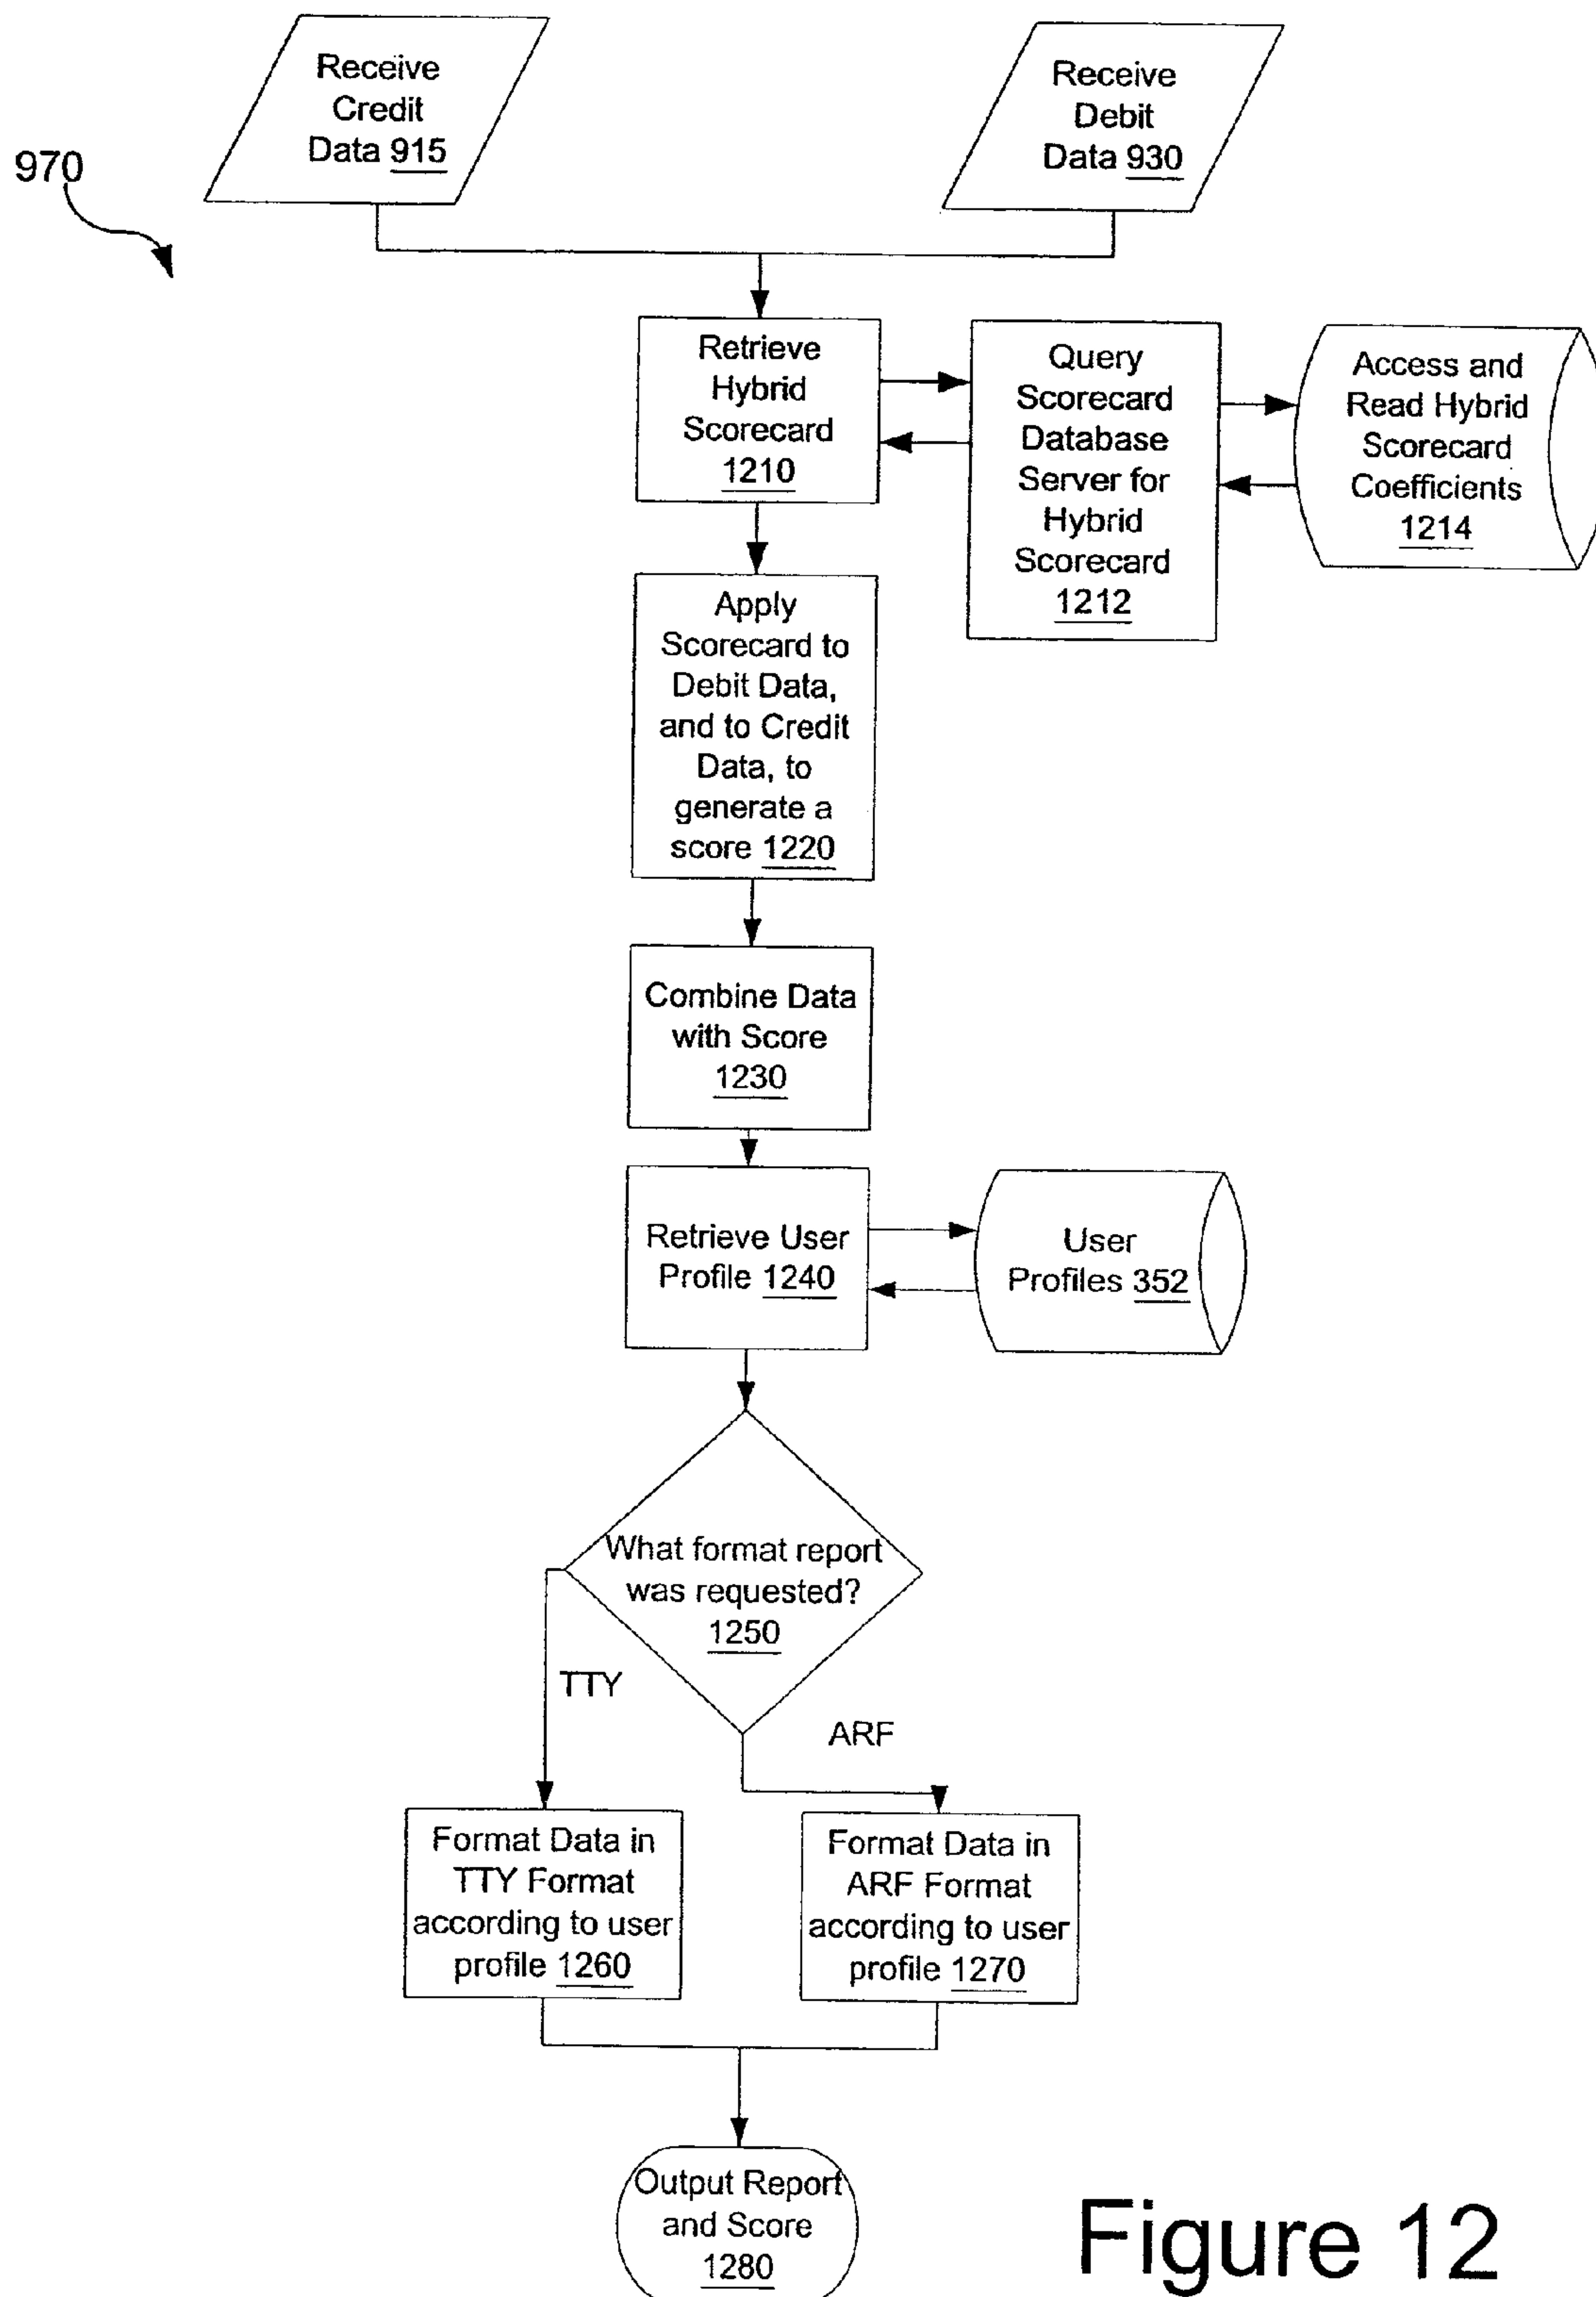 Receive
Credit
Data 915
Receive
Debit
Data 930
970
Retrieve
Hybrid
Scorecard
1210
Query
Scorecard
Database
Server for
Hybrid
Scorecard
1212
Access and
Read Hybrid
Scorecard
Coefficients
1214
Apply
Scorecard to
Debit Data,
and to Credit
Data, to
generate a
score 1220
Combine Data
with Score
1230
Retrieve User
Profile 1240
User
Profiles 352
What format report
was requested?
1250
TTY
ARF
Format Data in
TTY Format
according to user
profile 1260
Format Data in
ARF Format
according to user
profile 1270
Output Report
and Score
1280
Figure 12